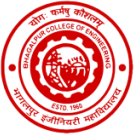 योगः कर्मसु कौशलम्
BHAGALPUR COLLEGE OF ENGINEERING
ESTD. 1960
भागलपुर इंजीनियरी महाविद्यालय